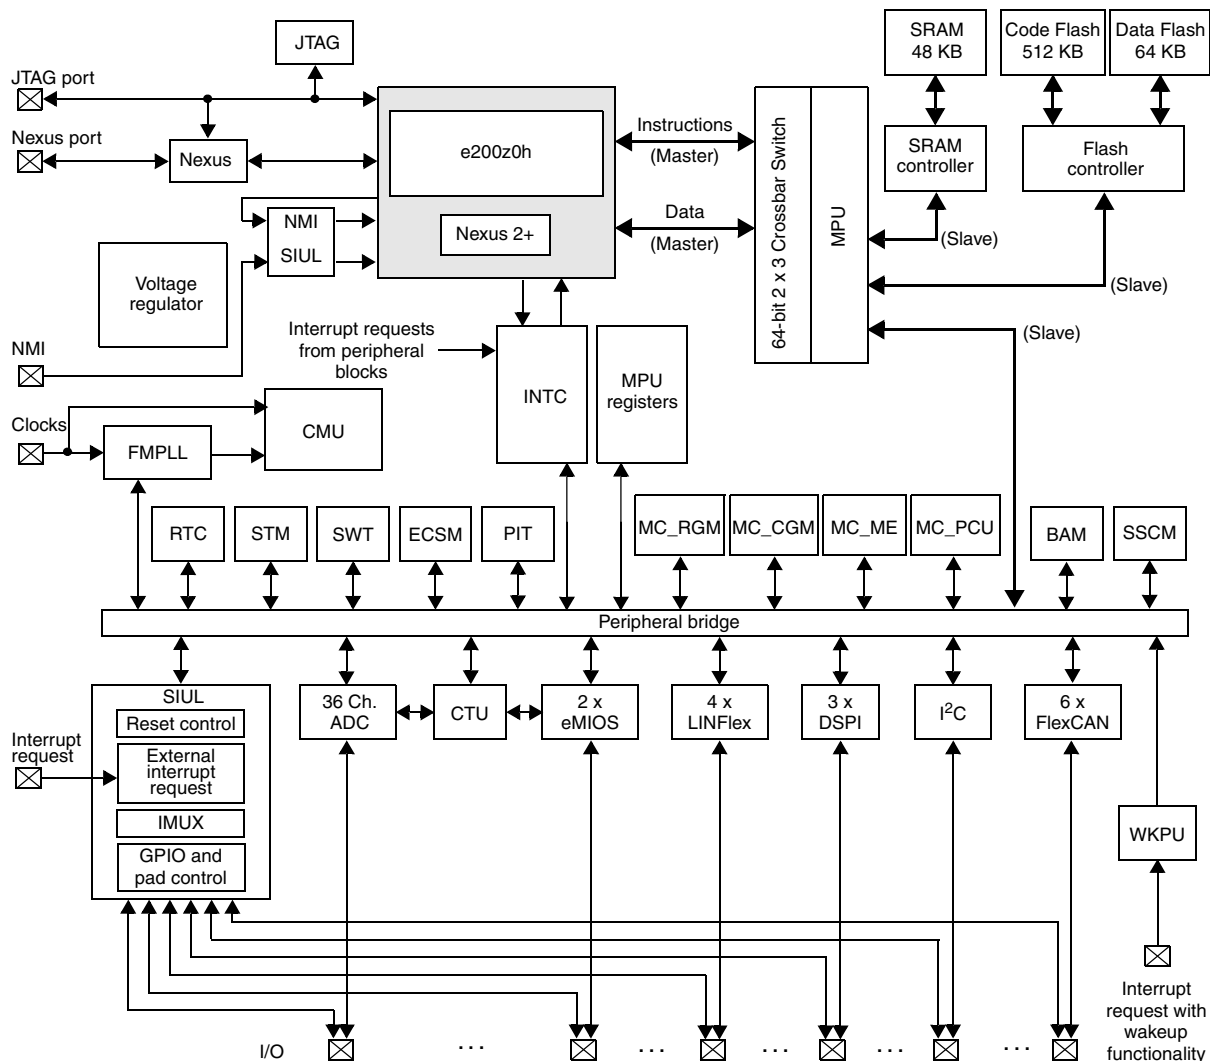 JTAG
SRAM
48 KB
Code Flash
512 KB
Data Flash
64 KB
JTAG port
Nexus port
Nexus
e200z0h
Nexus 2+
NMI
SIUL
Instructions
(Master)
Data
(Master)
64-bit 2 x 3 Crossbar Switch
MPU
SRAM
controller
Flash
controller
(Slave)
(Slave)
(Slave)
Voltage
regulator
NMI
Interrupt requests
from peripheral
blocks
INTC
MPU
registers
Clocks
FMPLL
CMU
RTC
STM
SWT
ECSM
PIT
MC_RGM
MC_CGM
MC_ME
MC_PCU
BAM
SSCM
Peripheral bridge
SIUL
Reset control
External
interrupt
request
IMUX
GPIO and
pad control
Interrupt
request
36 Ch.
ADC
CTU
2 x
eMIOS
4 x
LINFlex
3 x
DSPI
I²C
6 x
FlexCAN
WKPU
I/O
. . .
. . .
. . .
. . .
. . .
Interrupt
request with
wakeup
functionality